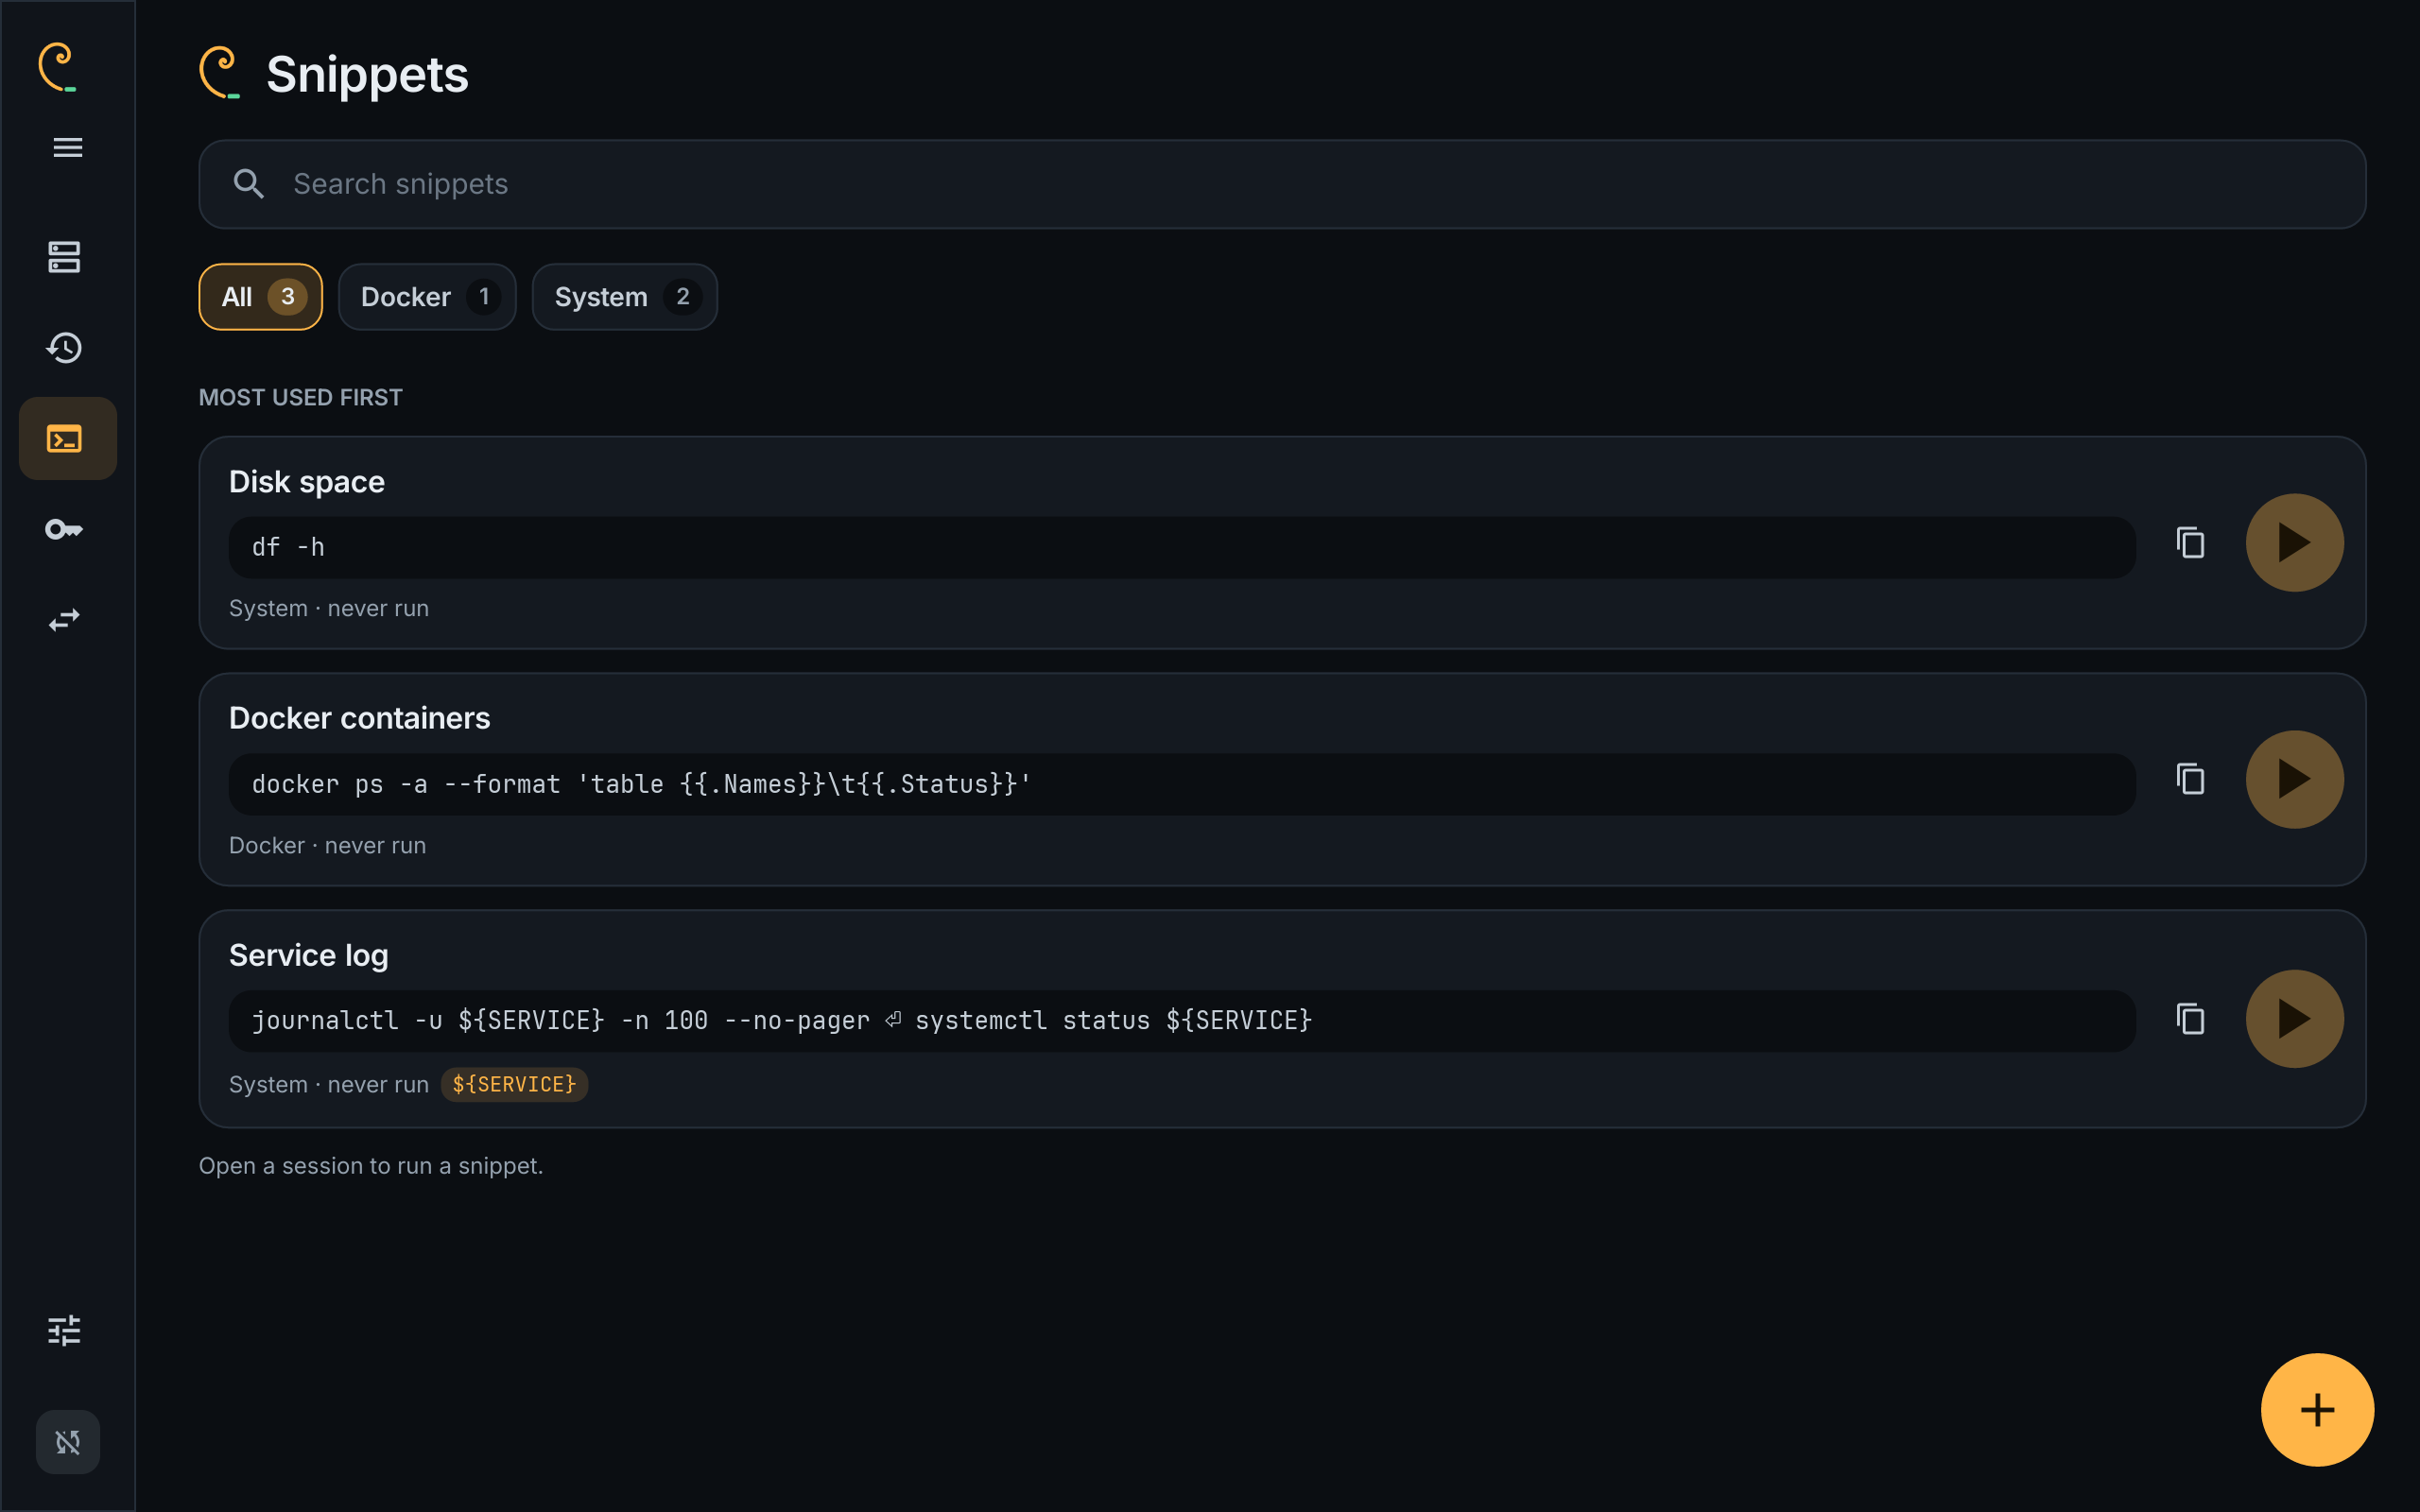 Snippets
Search snippets
All 3 Docker 1 System 2
MOST USED FIRST
Disk space
df -h
System · never run
Docker containers
docker ps -a --format 'table {{.Names}}\t{{.Status}}'
Docker · never run
Service log
journalctl -u ${SERVICE} -n 100 --no-pager ⏎ systemctl status ${SERVICE}
System · never run ${SERVICE}
Open a session to run a snippet.